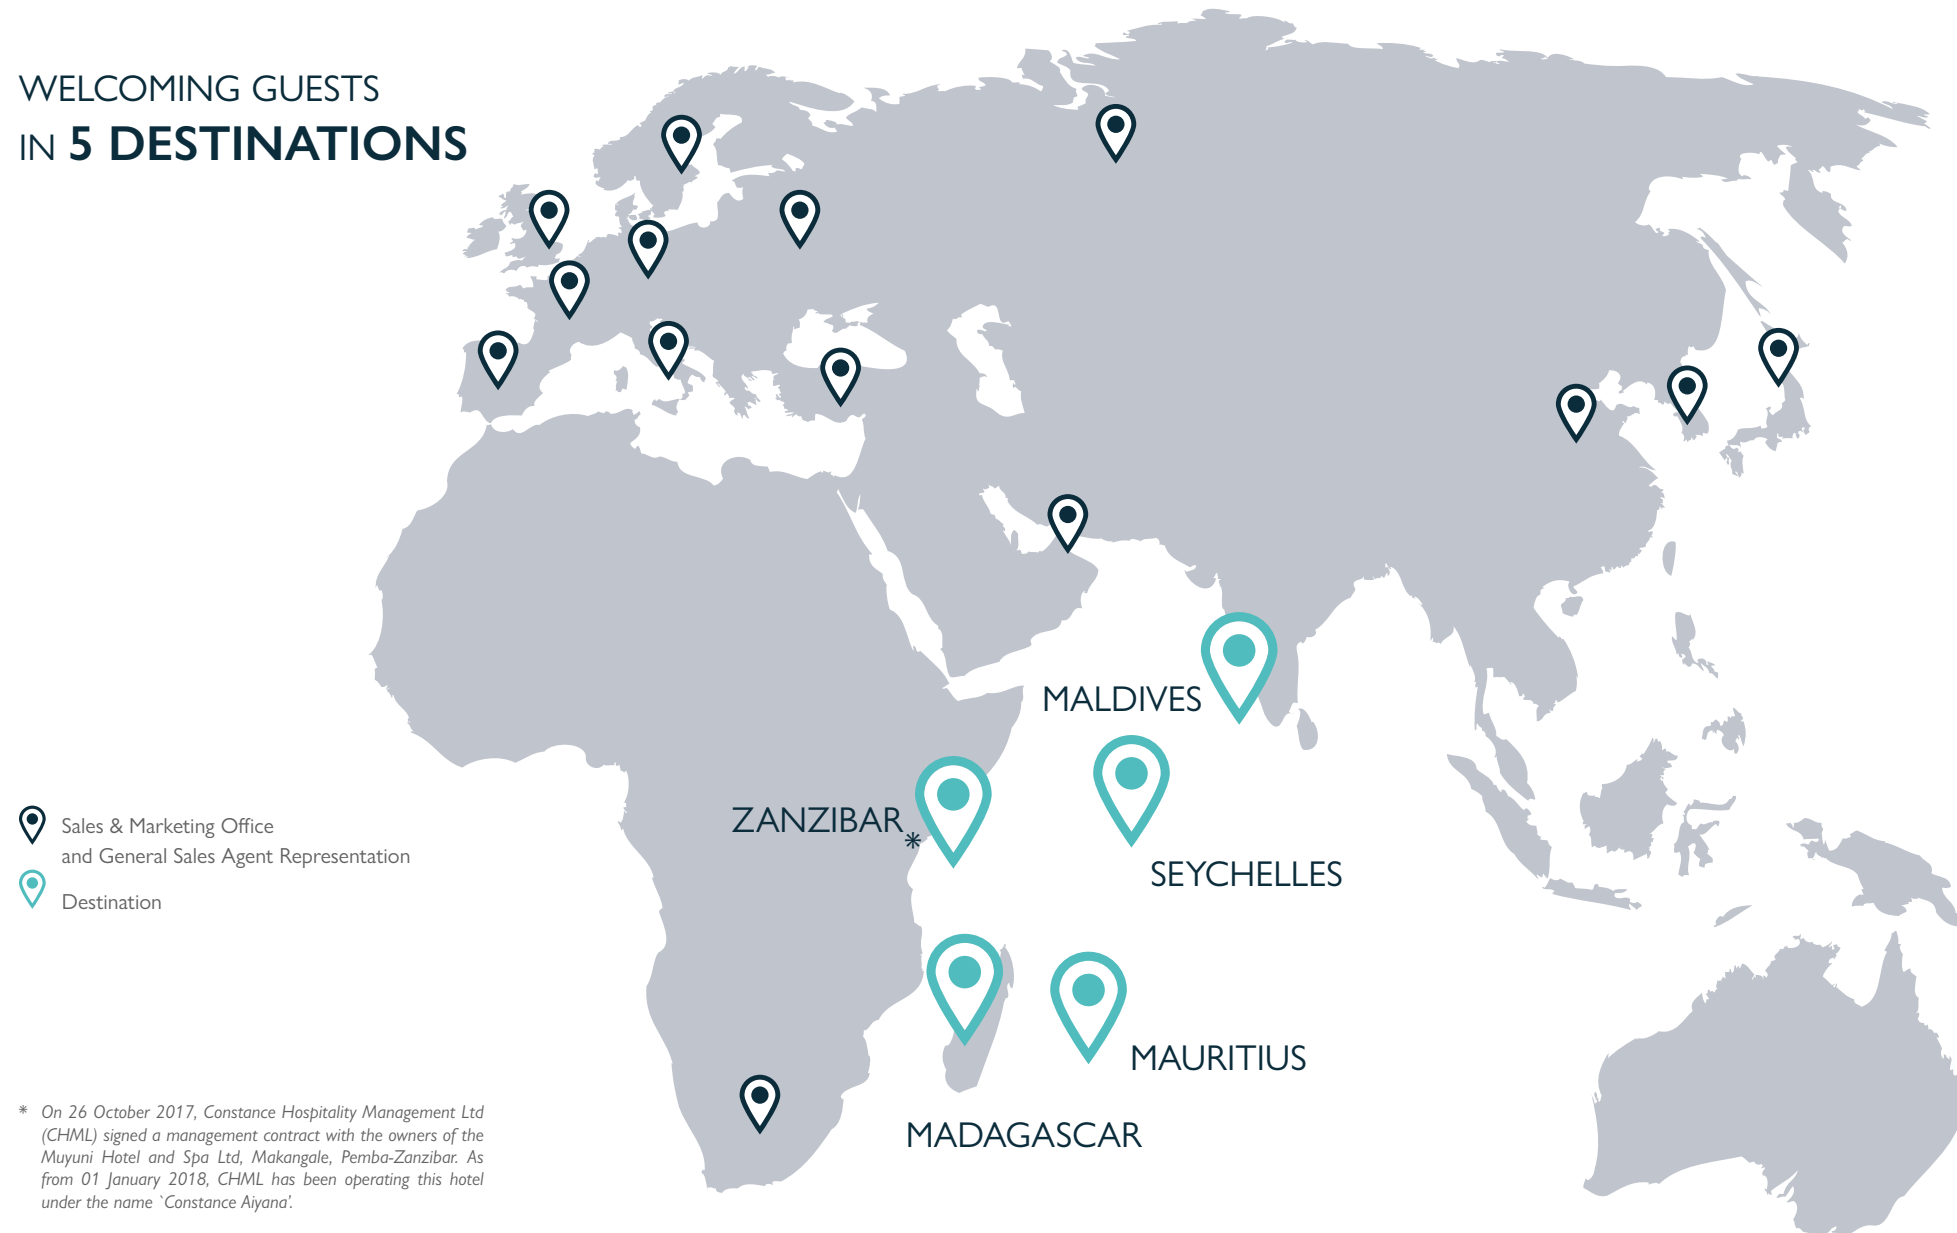 WELCOMING GUESTS
IN 5 DESTINATIONS
MALDIVES
ZANZIBAR*
SEYCHELLES
Sales & Marketing Office
and General Sales Agent Representation
Destination
MAURITIUS
MADAGASCAR
* On 26 October 2017, Constance Hospitality Management Ltd
(CHML) signed a management contract with the owners of the
Muyuni Hotel and Spa Ltd, Makangale, Pemba-Zanzibar. As
from 01 January 2018, CHML has been operating this hotel
under the name `Constance Aiyana'.